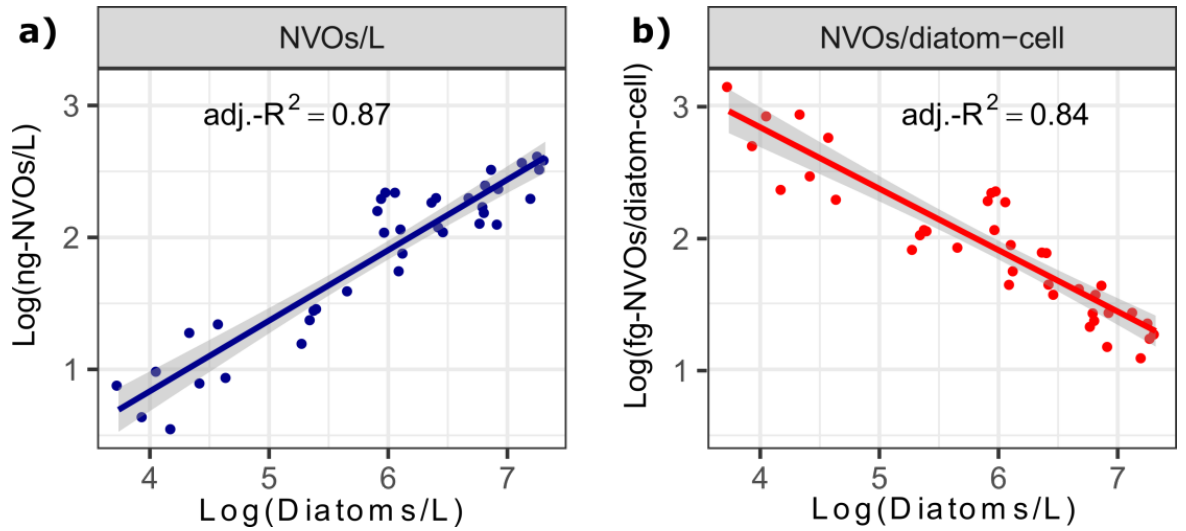 a)
NVOs/L
adj.-R² = 0.87
Log(ng-NVOs/L)
3
2
1
4 5 6 7
Log(Diatoms/L)
b)
NVOs/diatom−cell
adj.-R² = 0.84
Log(fg-NVOs/diatom-cell)
3
2
1
4 5 6 7
Log(Diatoms/L)